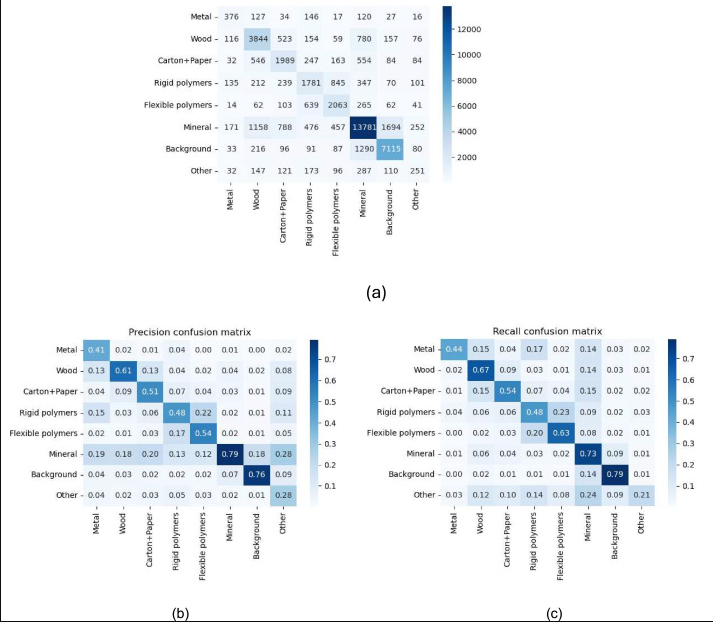 Metal 376 127 34 146 17 120 27 16
Wood 116 3844 523 154 59 780 157 76
Carton+Paper 32 546 1989 247 163 554 84 84
Rigid polymers 135 212 239 1781 845 347 70 101
Flexible polymers 14 62 103 639 2063 265 62 41
Mineral 171 1158 788 476 457 13781 1694 252
Background 33 216 96 91 87 1290 7115 80
Other 32 147 121 173 96 287 110 251
Metal Wood Carton+Paper Rigid polymers Flexible polymers Mineral Background Other
12000
10000
8000
6000
4000
2000
(a)
Precision confusion matrix
Metal 0.41 0.02 0.01 0.04 0.00 0.01 0.00 0.02
Wood 0.13 0.61 0.13 0.04 0.02 0.04 0.02 0.08
Carton+Paper 0.04 0.09 0.51 0.07 0.04 0.03 0.01 0.09
Rigid polymers 0.15 0.03 0.06 0.48 0.22 0.02 0.01 0.11
Flexible polymers 0.02 0.01 0.03 0.17 0.54 0.02 0.01 0.05
Mineral 0.19 0.18 0.20 0.13 0.12 0.79 0.18 0.28
Background 0.04 0.03 0.02 0.02 0.02 0.07 0.76 0.09
Other 0.04 0.02 0.03 0.05 0.03 0.02 0.01 0.28
Metal Wood Carton+Paper Rigid polymers Flexible polymers Mineral Background Other
0.7
0.6
0.5
0.4
0.3
0.2
0.1
(b)
Recall confusion matrix
Metal 0.44 0.15 0.04 0.17 0.02 0.14 0.03 0.02
Wood 0.02 0.67 0.09 0.03 0.01 0.14 0.03 0.01
Carton+Paper 0.01 0.15 0.54 0.07 0.04 0.15 0.02 0.02
Rigid polymers 0.04 0.06 0.06 0.48 0.23 0.09 0.02 0.03
Flexible polymers 0.00 0.02 0.03 0.20 0.63 0.08 0.02 0.01
Mineral 0.01 0.06 0.04 0.03 0.02 0.73 0.09 0.01
Background 0.00 0.02 0.01 0.01 0.01 0.14 0.79 0.01
Other 0.03 0.12 0.10 0.14 0.08 0.24 0.09 0.21
Metal Wood Carton+Paper Rigid polymers Flexible polymers Mineral Background Other
0.7
0.6
0.5
0.4
0.3
0.2
0.1
(c)